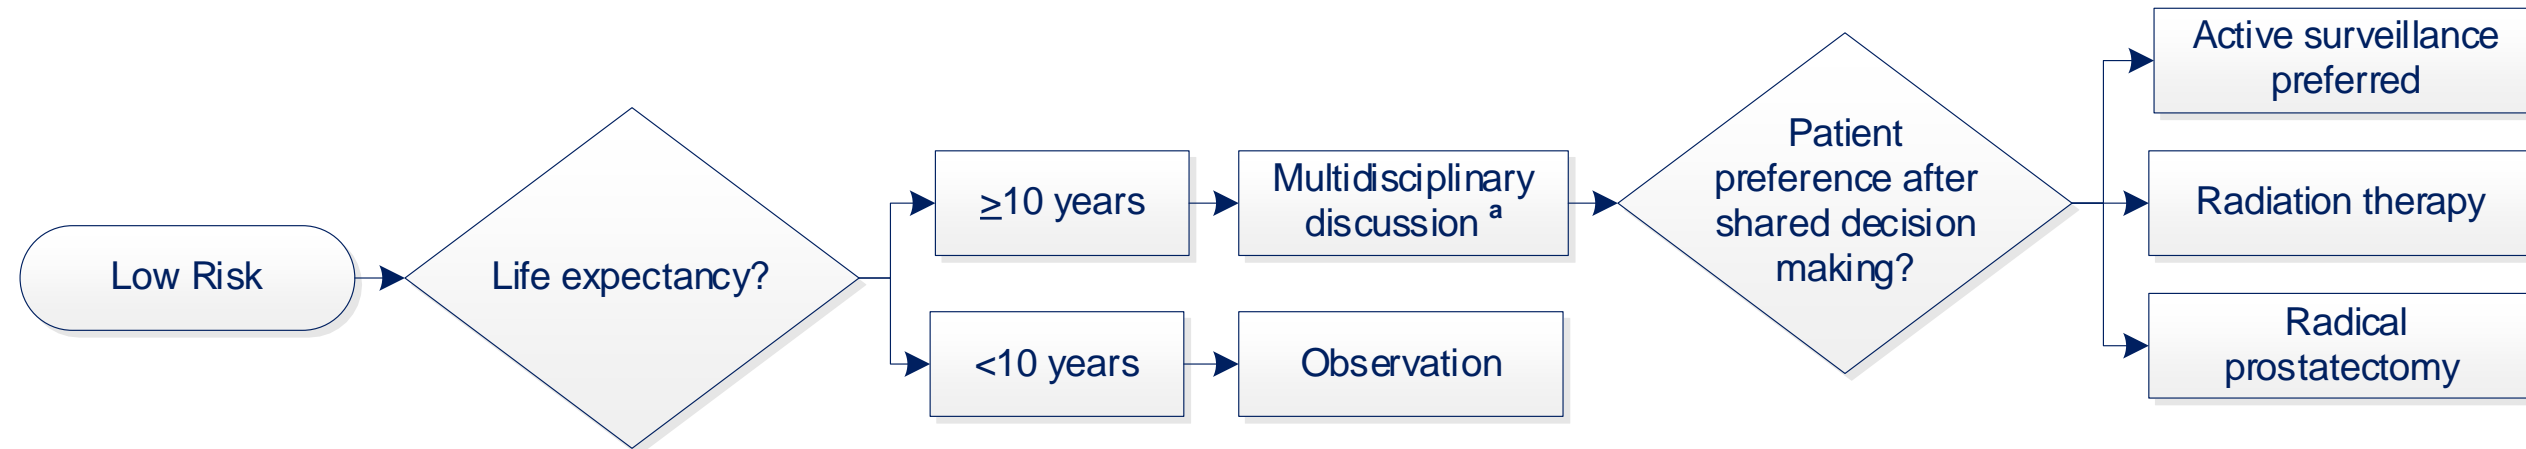 Low Risk
Life expectancy?
≥10 years
Multidisciplinary
discussion a
<10 years
Observation
Patient
preference after
shared decision
making?
Active surveillance
preferred
Radiation therapy
Radical
prostatectomy